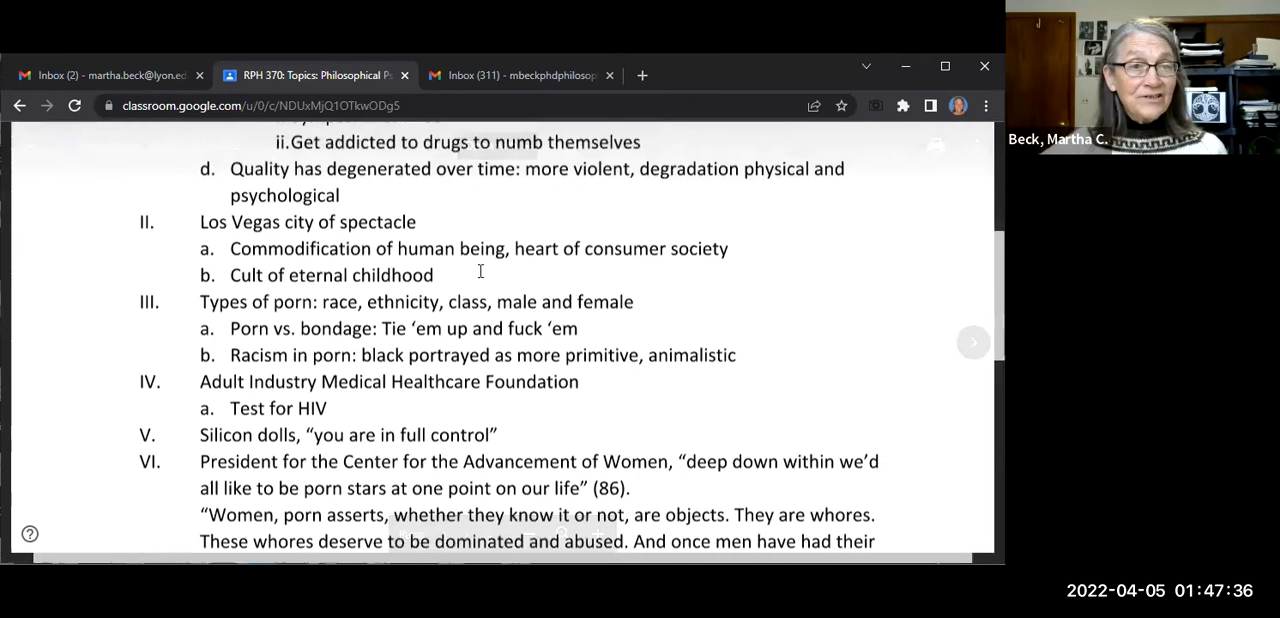 Inbox (2) - martha.beck@lyon.ed
RPH 370: Topics: Philosophical P
Inbox (311) - mbeckphdphilosop
classroom.google.com/u/0/c/NDUxMjQ1OTkwODg5
Beck, Martha C.
ii.Get addicted to drugs to numb themselves
d. Quality has degenerated over time: more violent, degradation physical and
psychological
II. Los Vegas city of spectacle
a. Commodification of human being, heart of consumer society
b. Cult of eternal childhood
III. Types of porn: race, ethnicity, class, male and female
a. Porn vs. bondage: Tie ‘em up and fuck ‘em
b. Racism in porn: black portrayed as more primitive, animalistic
IV. Adult Industry Medical Healthcare Foundation
a. Test for HIV
V. Silicon dolls, “you are in full control”
VI. President for the Center for the Advancement of Women, “deep down within we’d
all like to be porn stars at one point on our life” (86).
“Women, porn asserts, whether they know it or not, are objects. They are whores.
These whores deserve to be dominated and abused. And once men have had their
2022-04-05 01:47:36